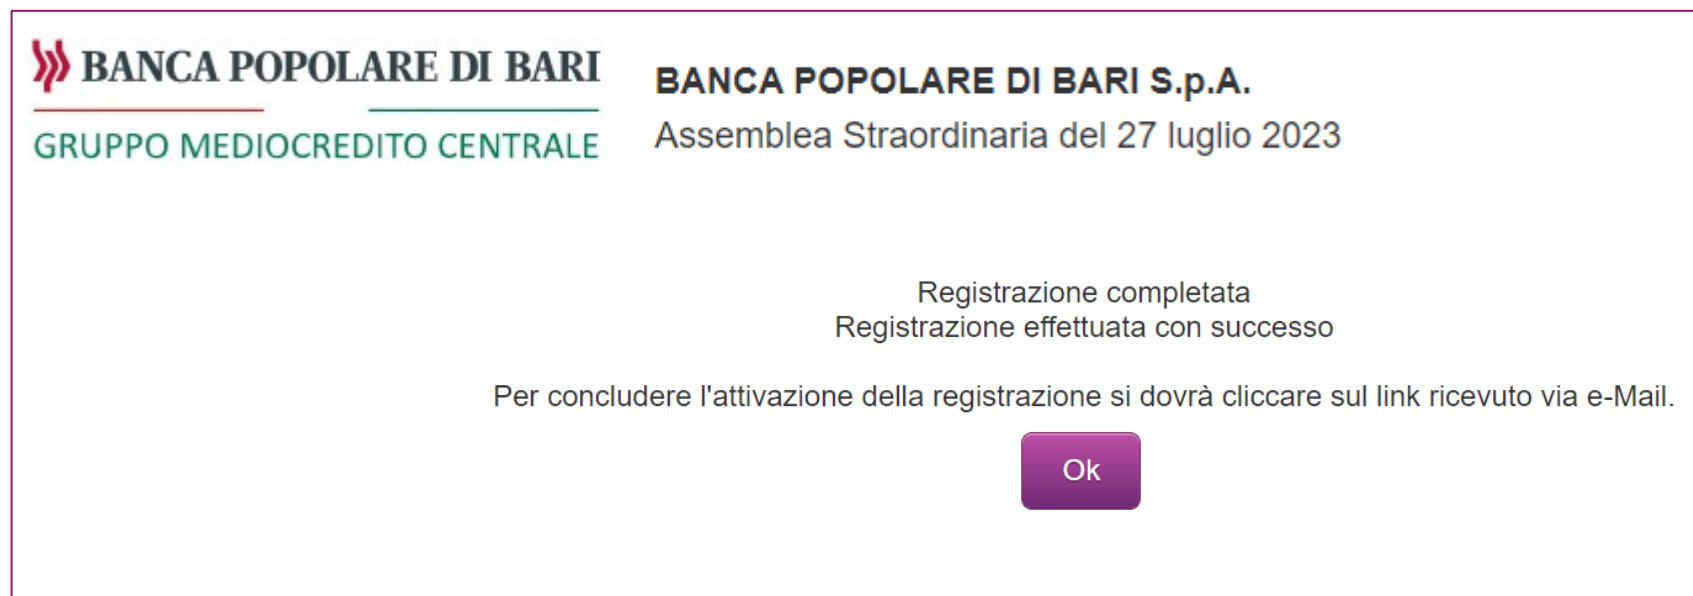 BANCA POPOLARE DI BARI
GRUPPO MEDIOCREDITO CENTRALE
BANCA POPOLARE DI BARI S.p.A.
Assemblea Straordinaria del 27 luglio 2023
Registrazione completata
Registrazione effettuata con successo
Per concludere l'attivazione della registrazione si dovrà cliccare sul link ricevuto via e-Mail.
Ok